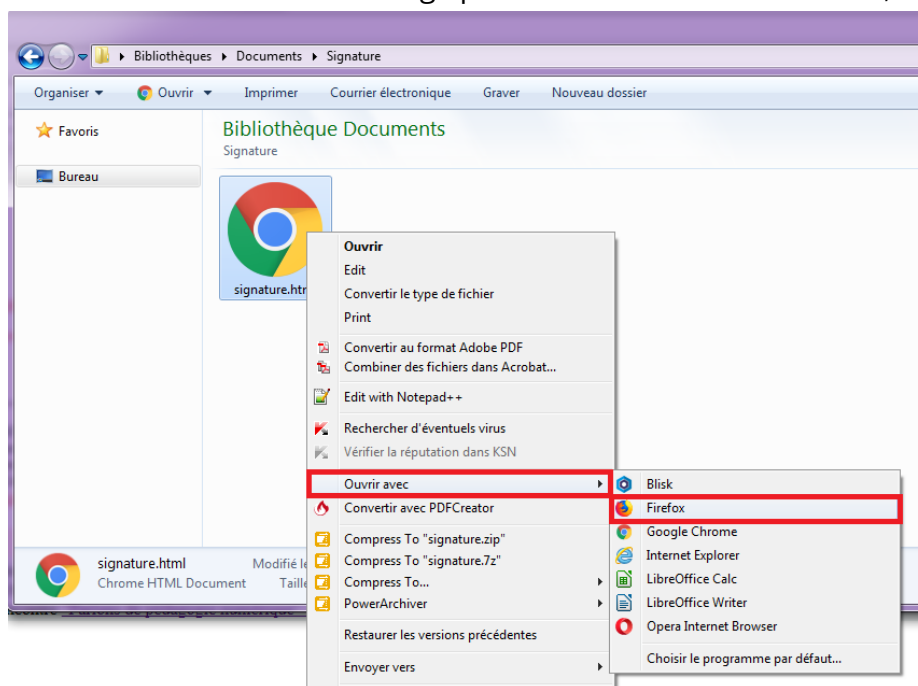 Bibliothèques ▸ Documents ▸ Signature
Organiser ▾ Ouvrir ▾ Imprimer Courrier électronique Graver Nouveau dossier
Favoris
Bureau
Bibliothèque Documents
Signature
signature.htm
Ouvrir
Edit
Convertir le type de fichier
Print
Convertir au format Adobe PDF
Combiner des fichiers dans Acrobat...
Edit with Notepad++
Rechercher d'éventuels virus
Vérifier la réputation dans KSN
Ouvrir avec
Convertir avec PDFCreator
Compress To "signature.zip"
Compress To "signature.7z"
Compress To...
PowerArchiver
Restaurer les versions précédentes
Envoyer vers
Blisk
Firefox
Google Chrome
Internet Explorer
LibreOffice Calc
LibreOffice Writer
Opera Internet Browser
Choisir le programme par défaut...
signature.html Modifié le
Chrome HTML Document Taille